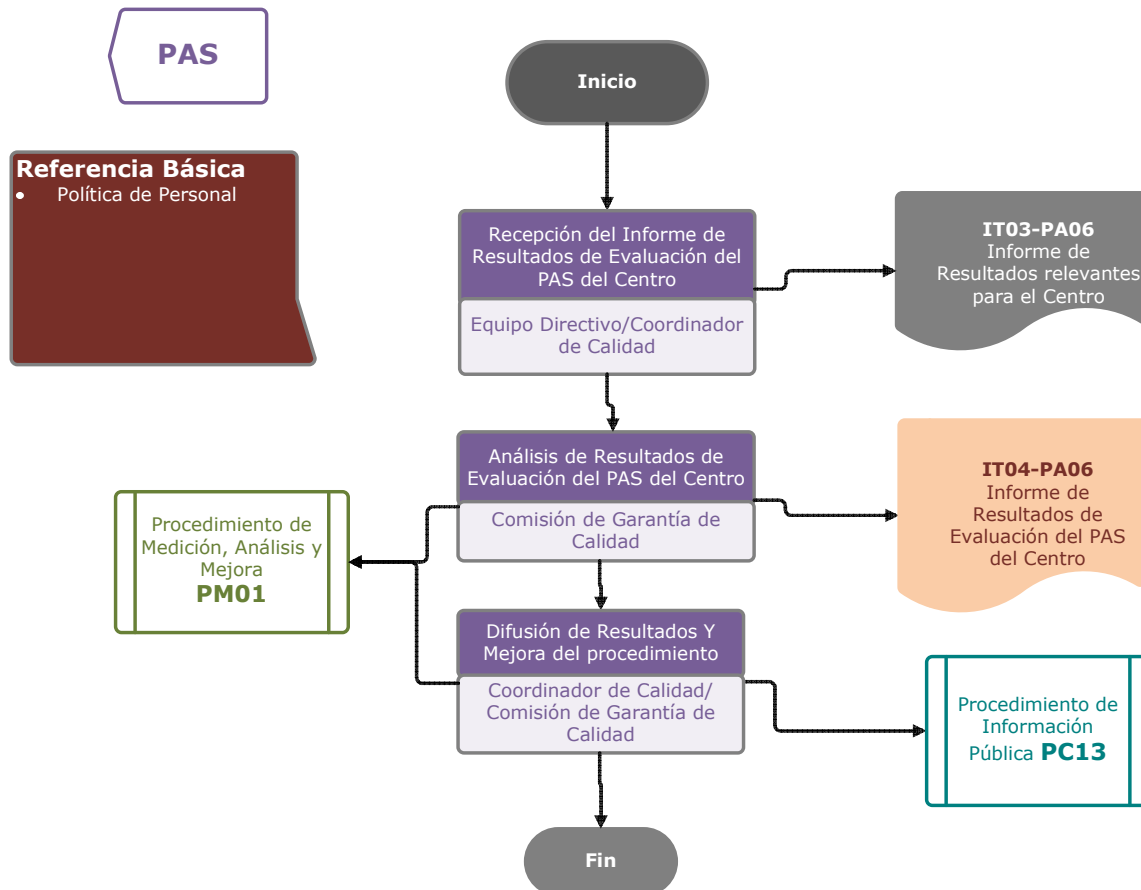 PAS
Inicio
Referencia Básica
• Política de Personal
Recepción del Informe de
Resultados de Evaluación del
PAS del Centro
Equipo Directivo/Coordinador
de Calidad
IT03-PA06
Informe de
Resultados relevantes
para el Centro
Análisis de Resultados de
Evaluación del PAS del Centro
Comisión de Garantía de
Calidad
IT04-PA06
Informe de
Resultados de
Evaluación del PAS
del Centro
Procedimiento de
Medición, Análisis y
Mejora
PM01
Difusión de Resultados Y
Mejora del procedimiento
Coordinador de Calidad/
Comisión de Garantía de
Calidad
Procedimiento de
Información
Pública PC13
Fin